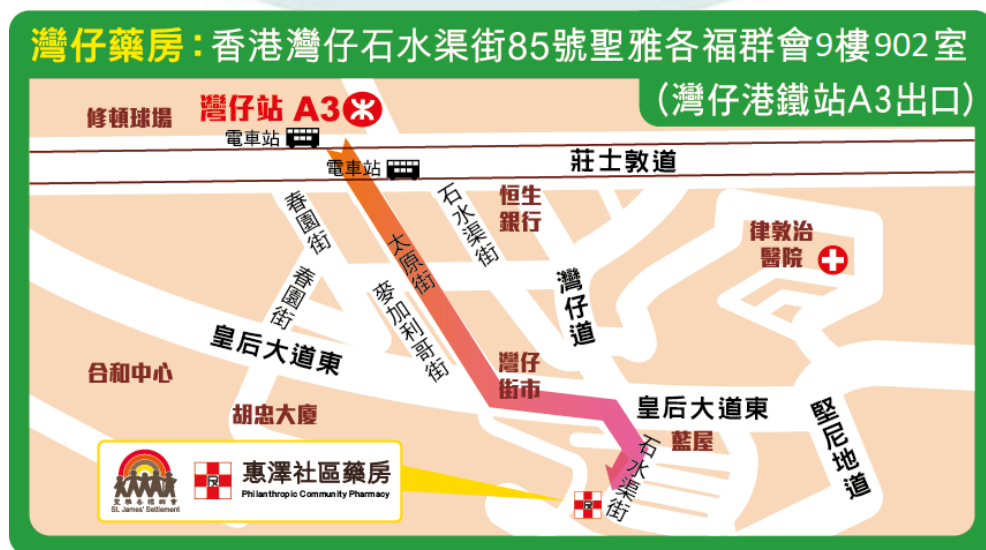 灣仔藥房：香港灣仔石水渠街85號聖雅各福群會9樓902室
(灣仔港鐵站A3出口)
修頓球場
灣仔站 A3
電車站
電車站
莊士敦道
春園街
石水渠街
恒生
銀行
律敦治
醫院
太原街
春園街
麥加利哥街
灣仔道
皇后大道東
合和中心
灣仔
街市
皇后大道東
堅尼地道
胡忠大廈
藍屋
石水渠街
聖雅各福群會
St. James' Settlement
惠澤社區藥房
Philanthropic Community Pharmacy